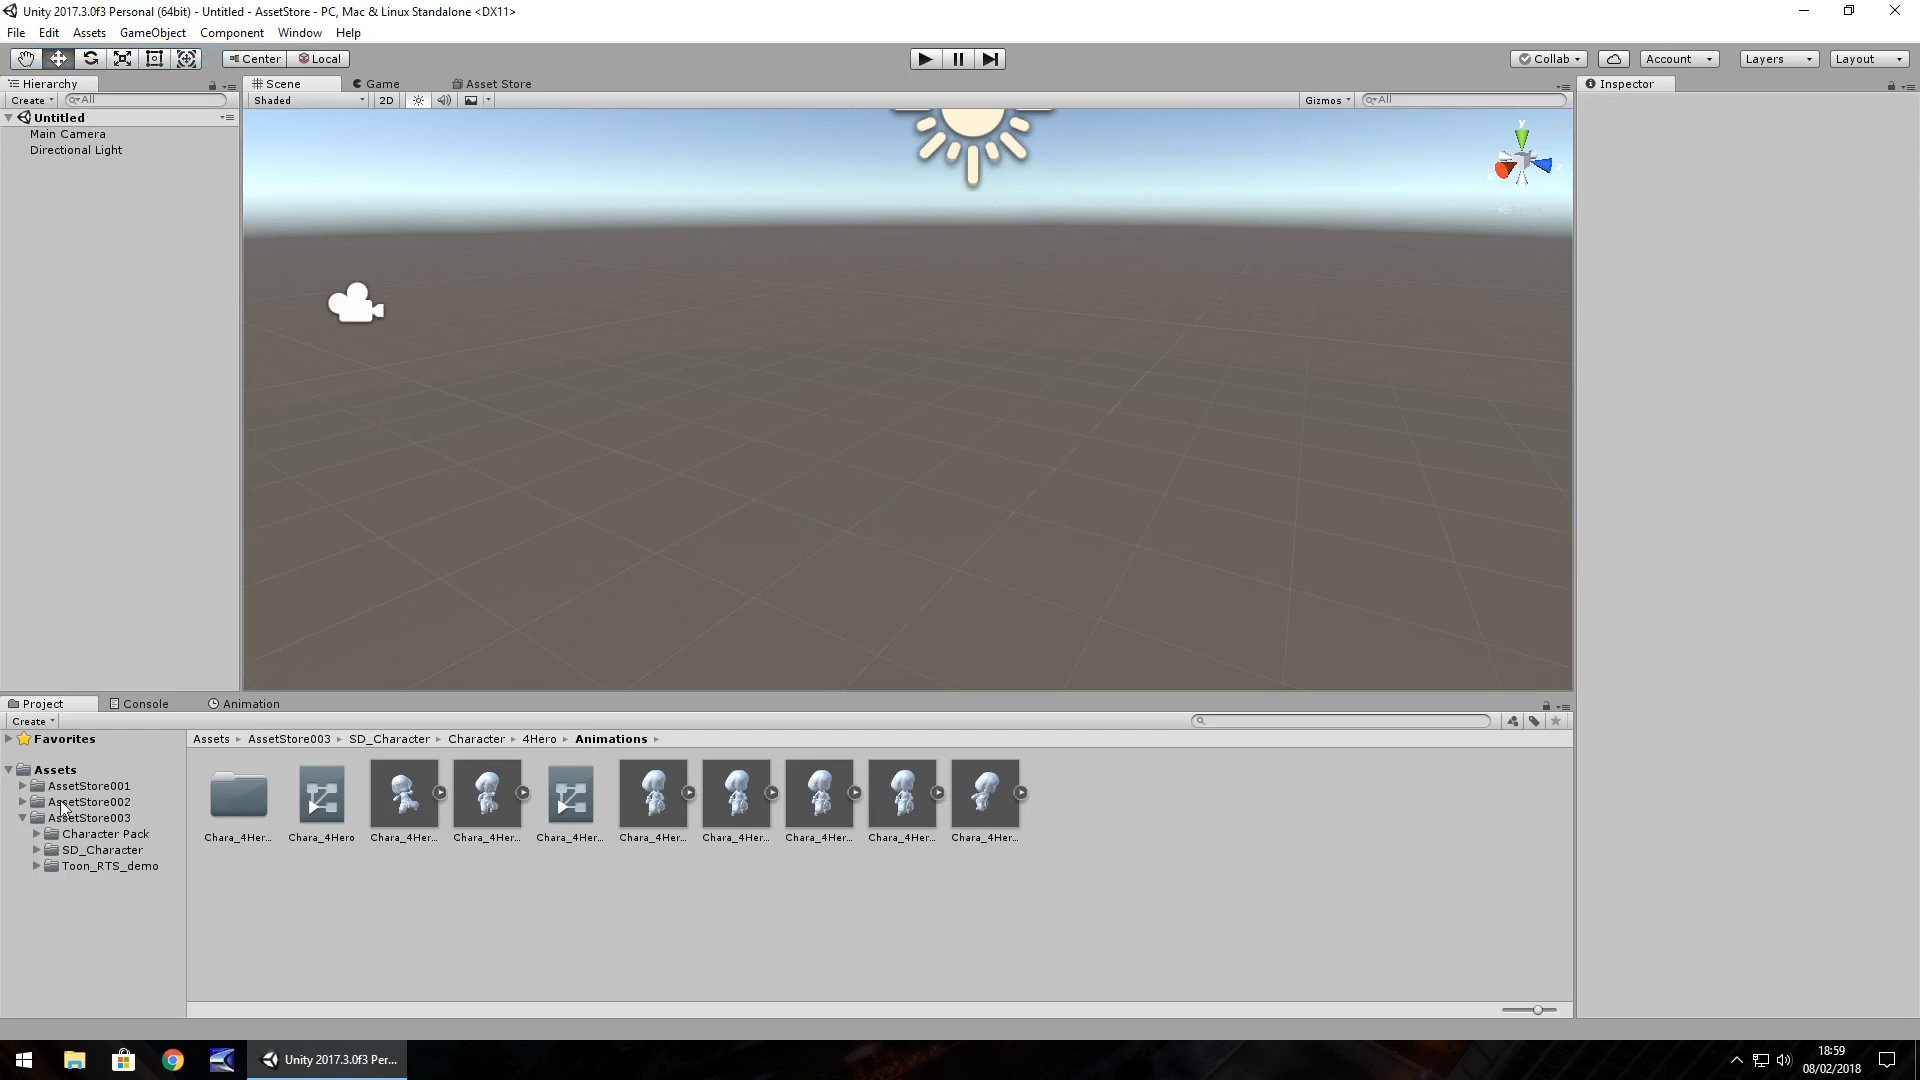 Unity 2017.3.0f3 Personal (64bit) - Untitled - AssetStore - PC, Mac & Linux Standalone <DX11>
File Edit Assets GameObject Component Window Help
Center Local Collab Account Layers Layout
Hierarchy Scene Game Asset Store Inspector
Create All Shaded 2D Gizmos All
Untitled
Main Camera
Directional Light
y
z
Project Console Animation
Create
Favorites
Assets AssetStore003 SD_Character Character 4Hero Animations
Assets
AssetStore001
AssetStore002
AssetStore003
Character Pack
SD_Character
Toon_RTS_demo
Chara_4Her... Chara_4Hero Chara_4Her... Chara_4Her... Chara_4Her... Chara_4Her... Chara_4Her... Chara_4Her... Chara_4Her... Chara_4Her...
Unity 2017.3.0f3 Per...
18:59
08/02/2018